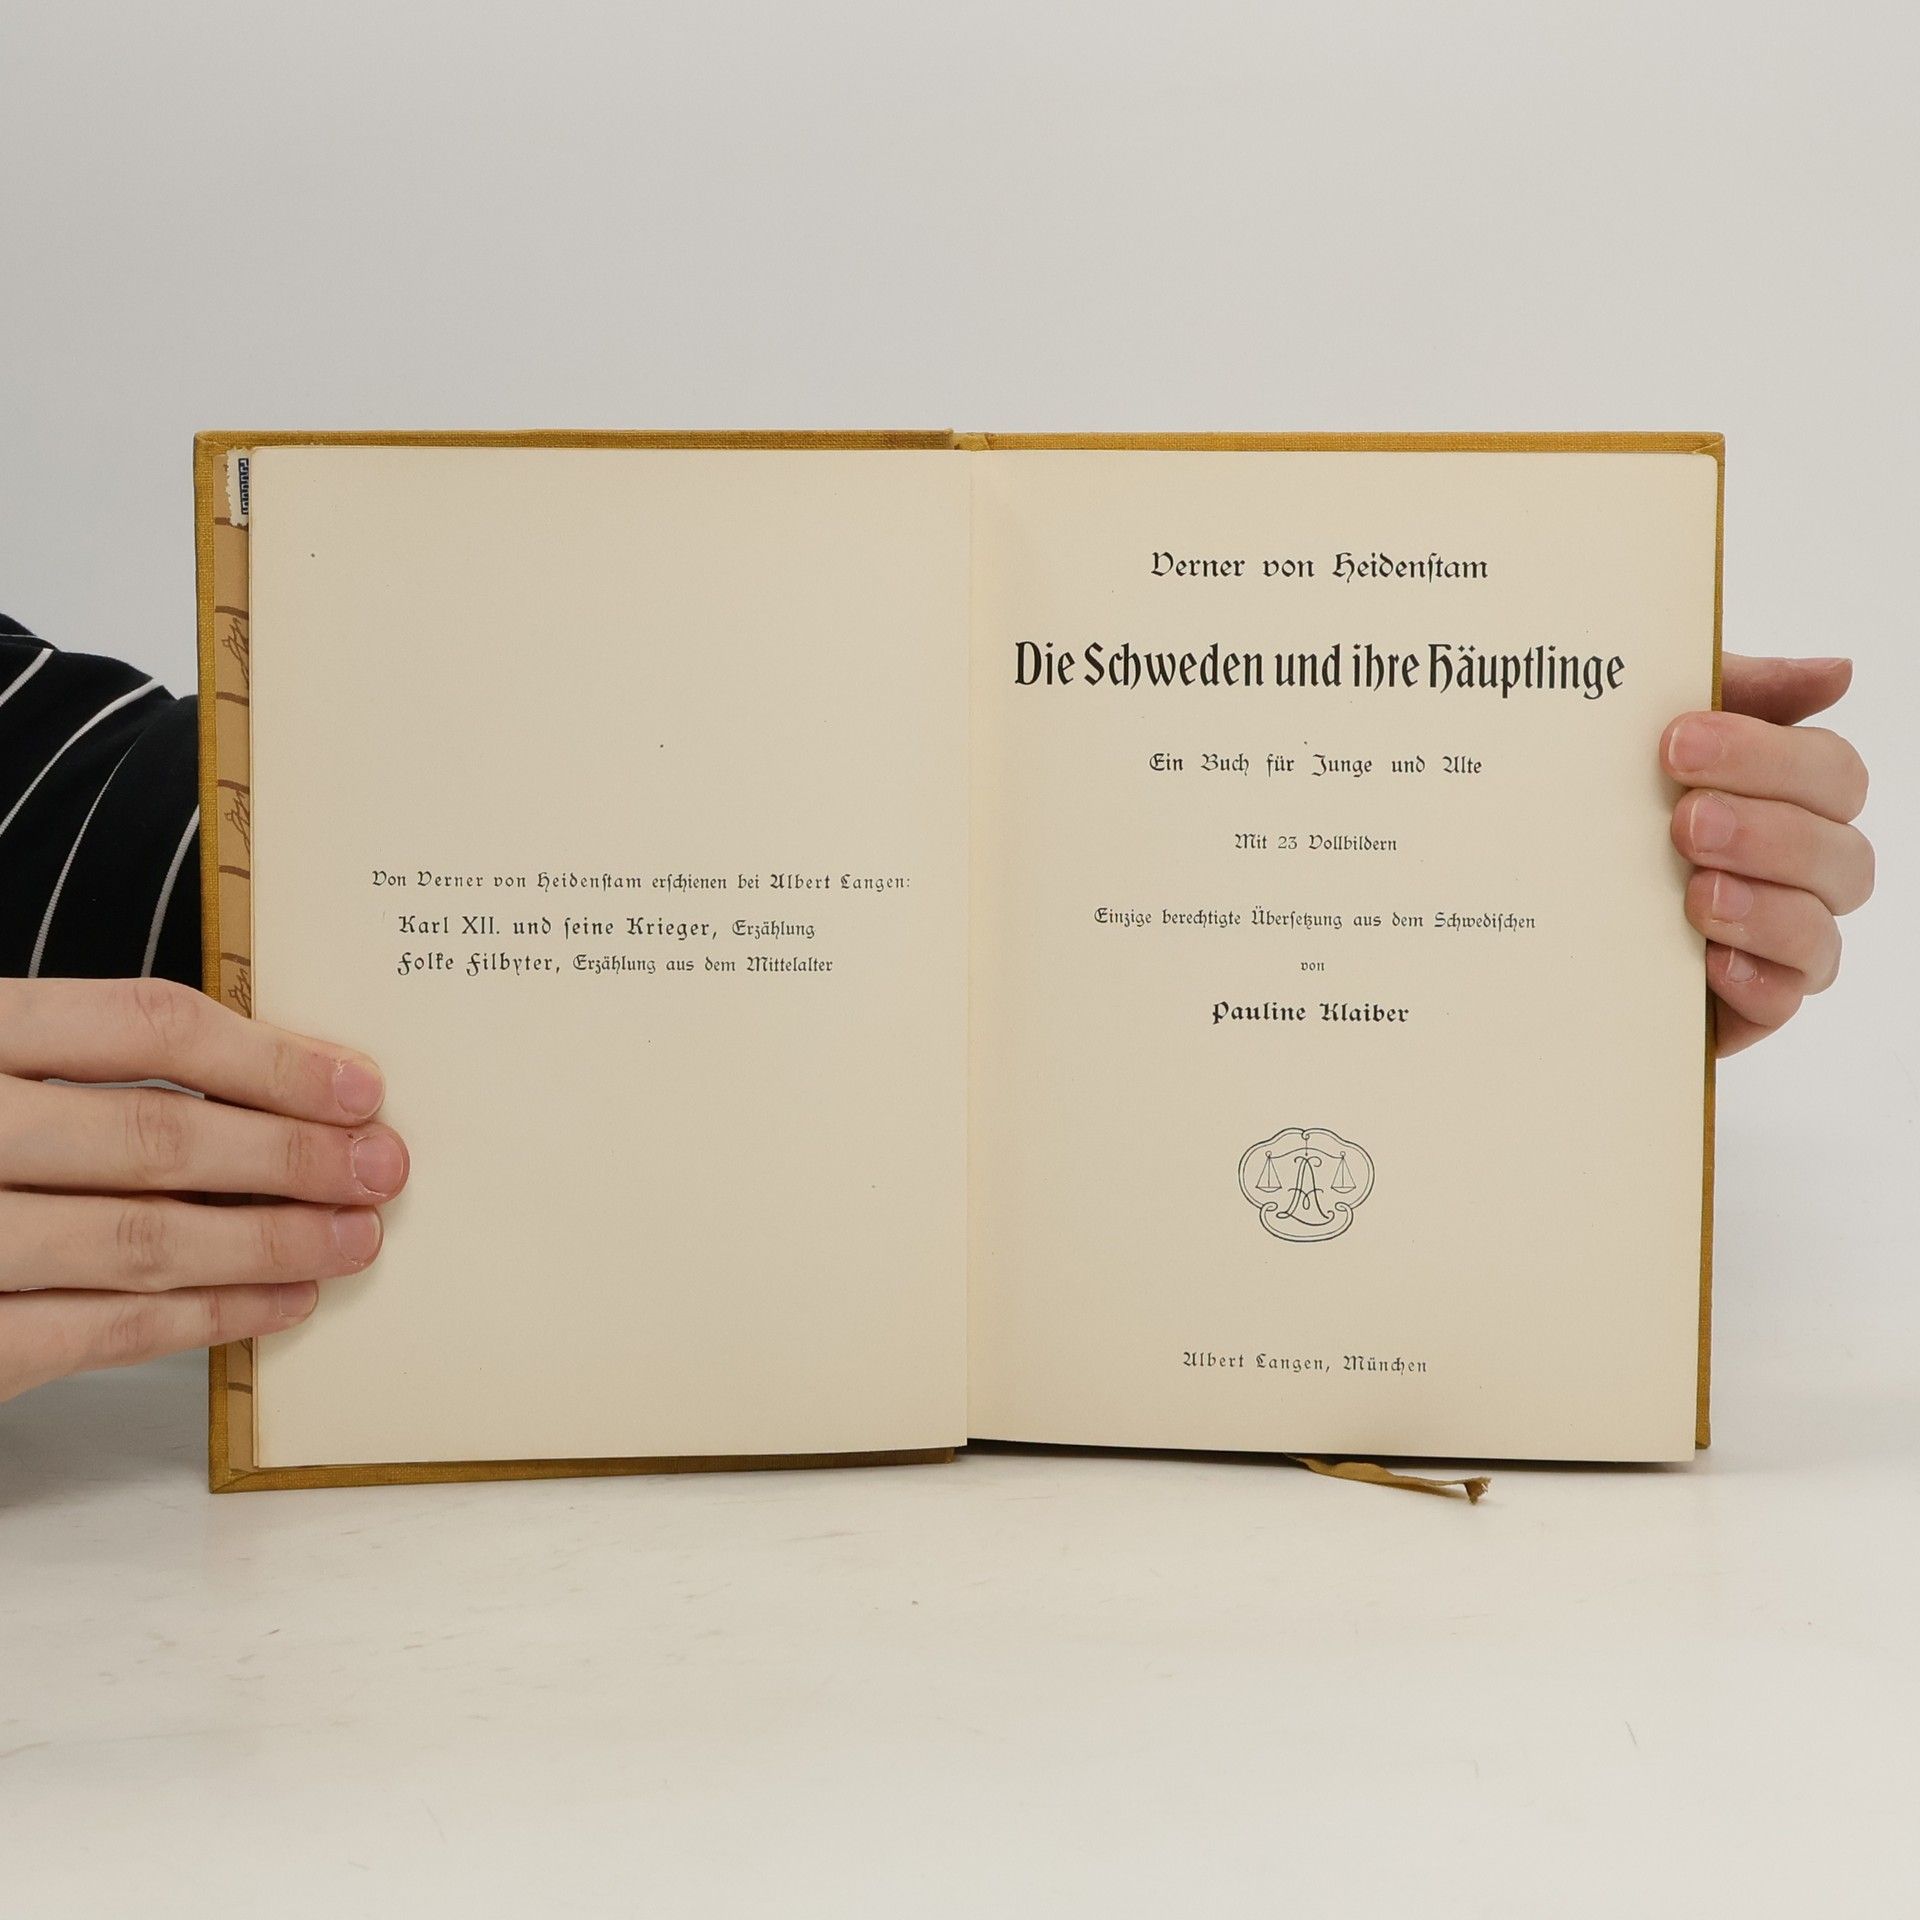 Von Verner von Heidenſtam erſchienen bei Albert Langen:
Karl XII. und ſeine Krieger, Erzählung
Folke Filbyter, Erzählung aus dem Mittelalter
Verner von Heidenſtam
Die Schweden und ihre Häuptlinge
Ein Buch für Junge und Alte
Mit 23 Vollbildern
Einzige berechtigte Überſetzung aus dem Schwediſchen
von
Pauline Klaiber
AL
Albert Langen, München